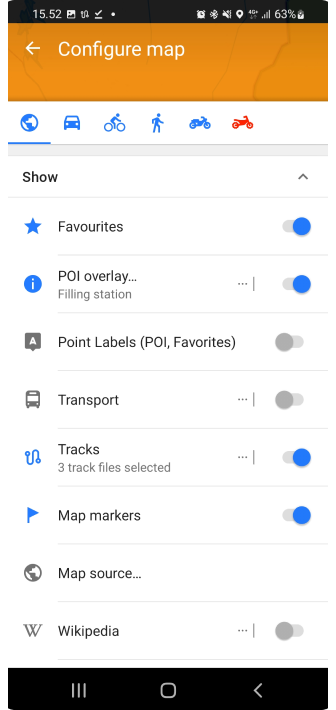 15.52
4G+
63%
Configure map
Show
Favourites
POI overlay...
Filling station
A
Point Labels (POI, Favorites)
Transport
Tracks
3 track files selected
Map markers
Map source...
W
Wikipedia